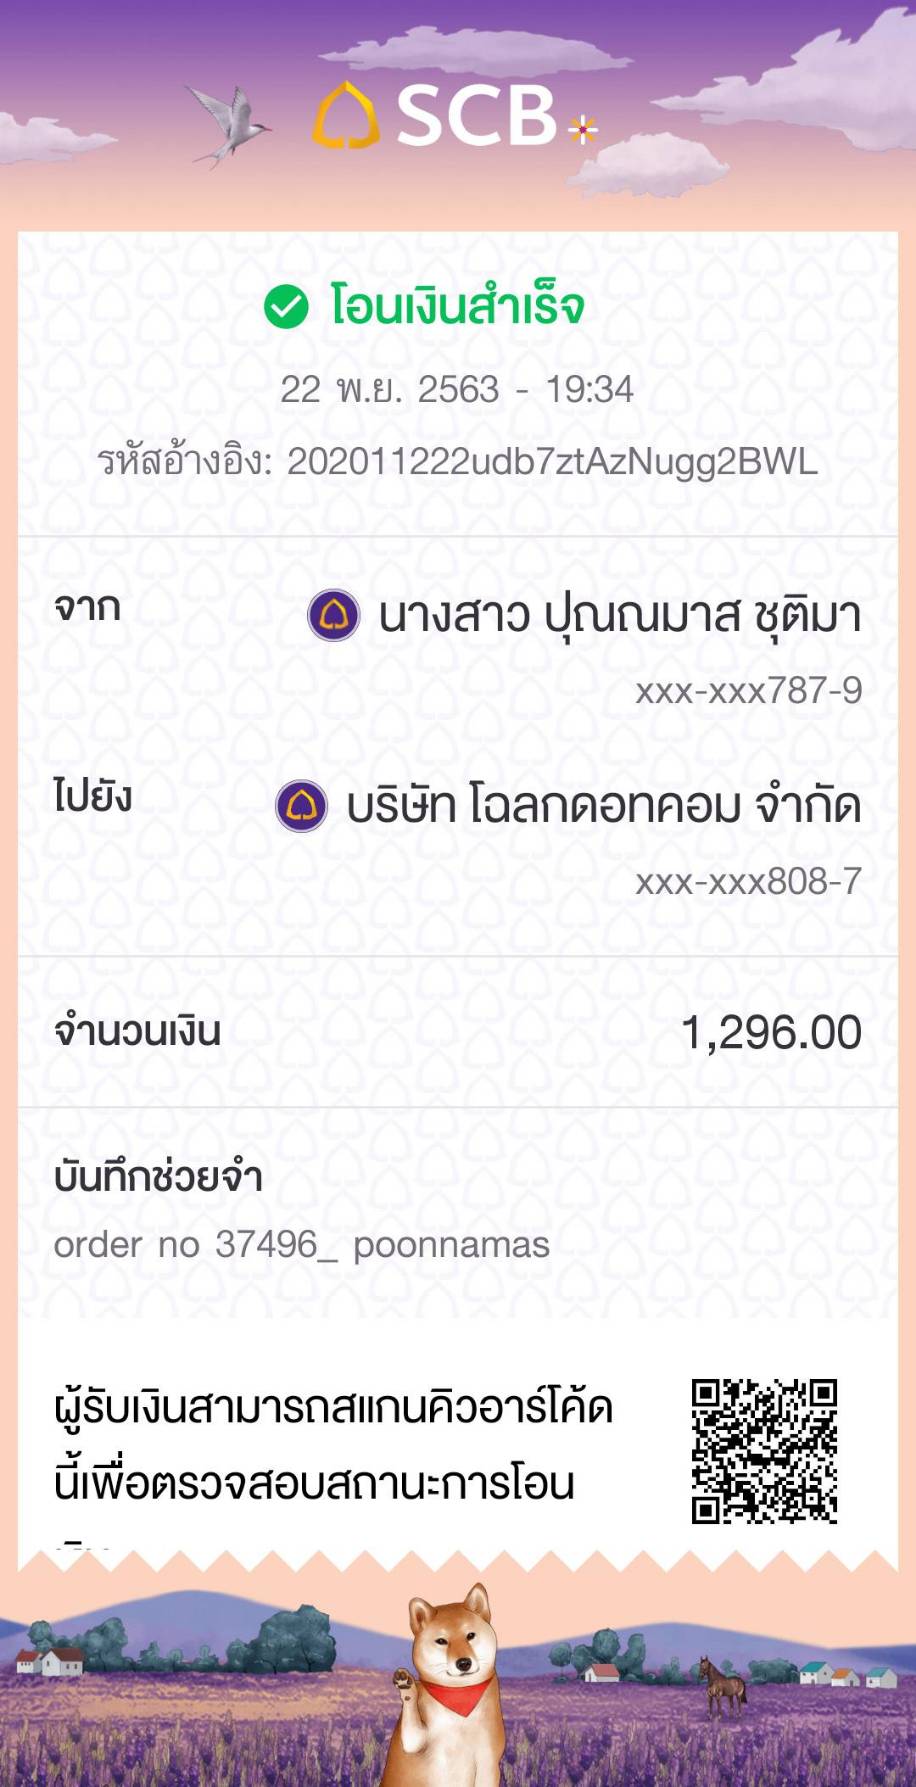 SCB
โอนเงินสำเร็จ
22 พ.ย. 2563 - 19:34
รหัสอ้างอิง: 202011222udb7ztAzNugg2BWL
จาก
นางสาว ปุณณมาส ชุติมา
xxx-xxx787-9
ไปยัง
บริษัท โฉลกดอทคอม จำกัด
xxx-xxx808-7
จำนวนเงิน 1,296.00
บันทึกช่วยจำ
order no 37496_ poonnamas
ผู้รับเงินสามารถสแกนคิวอาร์โค้ด
นี้เพื่อตรวจสอบสถานะการโอน